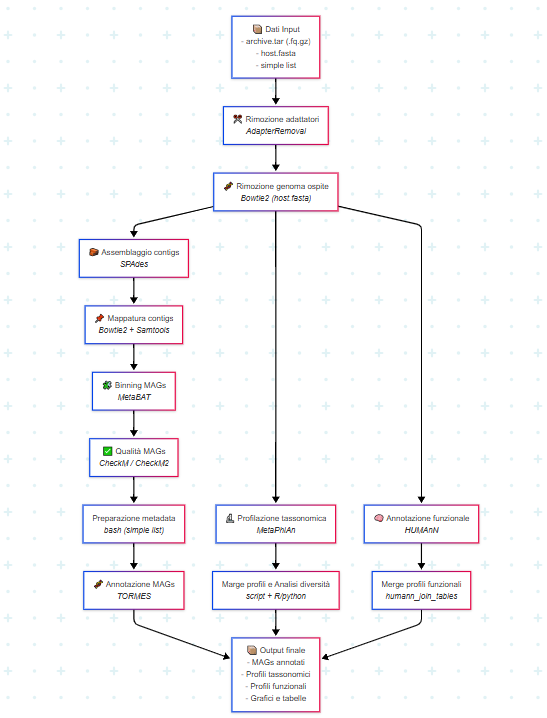 Dati Input
- archive.tar (.fq.gz)
- host.fasta
- simple list
Rimozione adattatori
AdapterRemoval
Rimozione genoma ospite
Bowtie2 (host.fasta)
Assemblaggio contigs
SPAdes
Mappatura contigs
Bowtie2 + Samtools
Binning MAGs
MetaBAT
Qualità MAGs
CheckM / CheckM2
Preparazione metadata
bash (simple list)
Profilazione tassonomica
MetaPhlAn
Annotazione funzionale
HUMAnN
Annotazione MAGs
TORMES
Marge profili e Analisi diversità
script + R/python
Merge profili funzionali
humann_join_tables
Output finale
- MAGs annotati
- Profili tassonomici
- Profili funzionali
- Grafici e tabelle